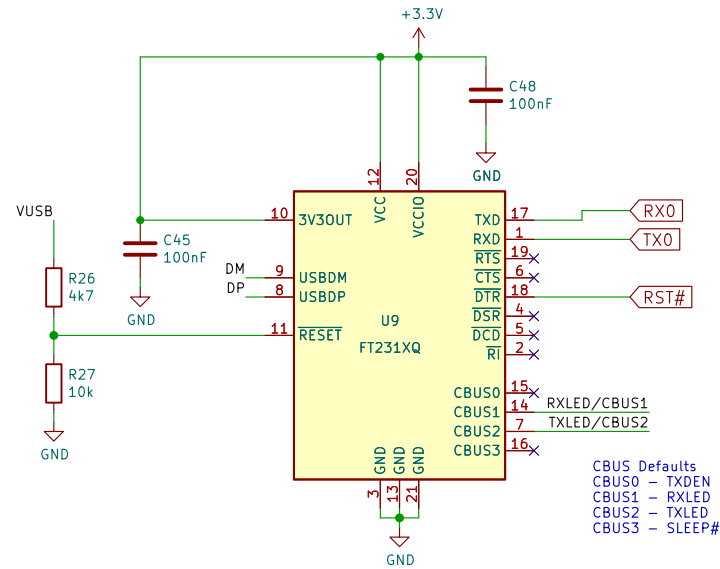 +3.3V
C48
100nF
GND
12
20
VCC
VCCIO
VUSB
10
3V3OUT
TXD
17
RX0
RXD
1
TX0
C45
100nF
GND
RTS
19
DM
9
USBDM
CTS
6
DP
8
USBDP
DTR
18
RST#
R26
4k7
DSR
4
U9
FT231XQ
11
RESET
DCD
5
RI
2
R27
10k
GND
CBUS0
15
CBUS1
14
RXLED/CBUS1
CBUS2
7
TXLED/CBUS2
CBUS3
16
GND
GND
GND
3
13
21
GND
CBUS Defaults
CBUS0 – TXDEN
CBUS1 – RXLED
CBUS2 – TXLED
CBUS3 – SLEEP#